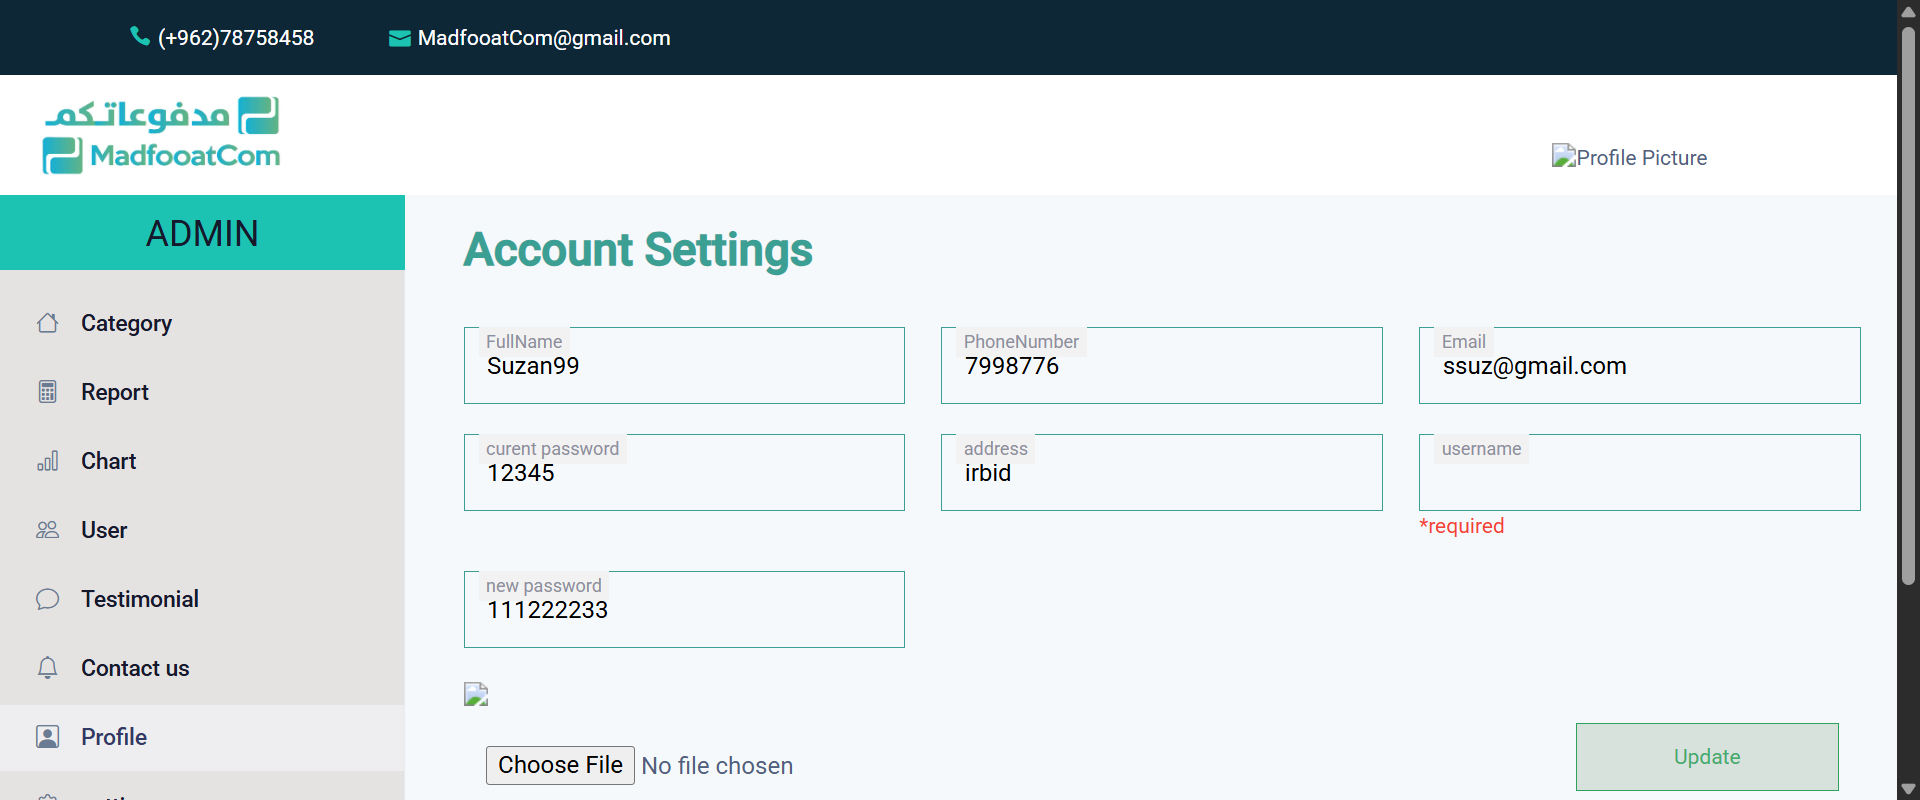 (+962)78758458 MadfooatCom@gmail.com
مدفوعاتكم
MadfooatCom
Profile Picture
ADMIN
Category
Report
Chart
User
Testimonial
Contact us
Profile
Account Settings
FullName
Suzan99
PhoneNumber
7998776
Email
ssuz@gmail.com
curent password
12345
address
irbid
username
*required
new password
111222233
Choose File No file chosen
Update